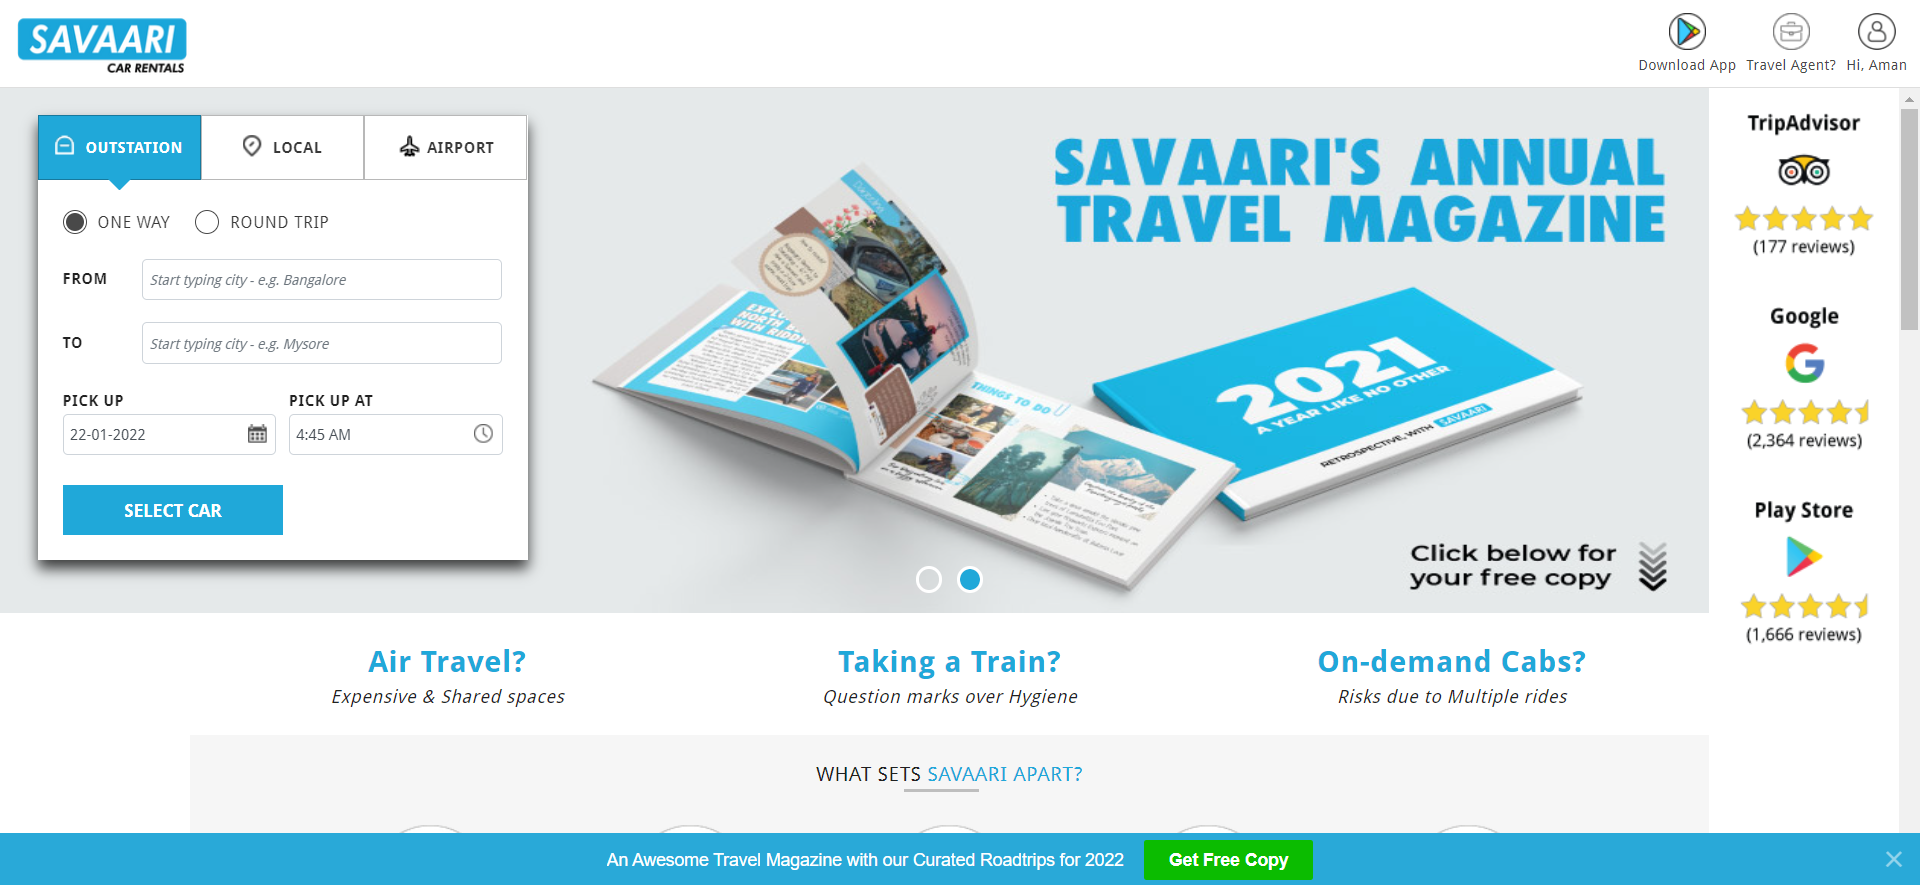 SAVAARI
CAR RENTALS
Download App
Travel Agent?
Hi, Aman
OUTSTATION
LOCAL
AIRPORT
ONE WAY
ROUND TRIP
FROM
Start typing city - e.g. Bangalore
TO
Start typing city - e.g. Mysore
PICK UP
PICK UP AT
22-01-2022
4:45 AM
SELECT CAR
SAVAARI'S ANNUAL
TRAVEL MAGAZINE
NORTH
WITH
THINGS TO DO
2021
A YEAR LIKE NO OTHER
RETROSPECTIVE, WITH SAVAARI
Click below for
your free copy
TripAdvisor
(177 reviews)
Google
(2,364 reviews)
Play Store
(1,666 reviews)
Air Travel?
Expensive & Shared spaces
Taking a Train?
Question marks over Hygiene
On-demand Cabs?
Risks due to Multiple rides
WHAT SETS SAVAARI APART?
An Awesome Travel Magazine with our Curated Roadtrips for 2022
Get Free Copy